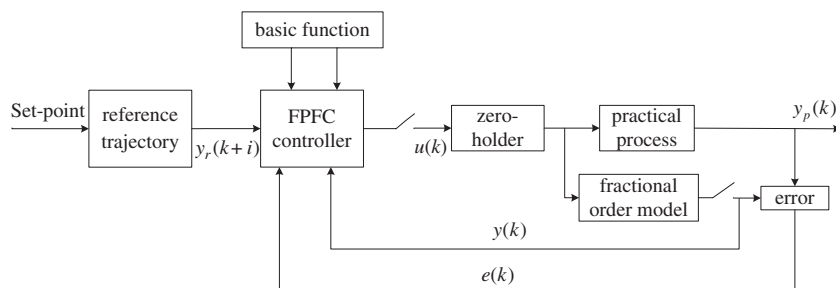 basic function
Set-point
reference
trajectory
y_r(k+i)
FPFC
controller
u(k)
zero-
holder
practical
process
y_p(k)
fractional
order model
error
y(k)
e(k)